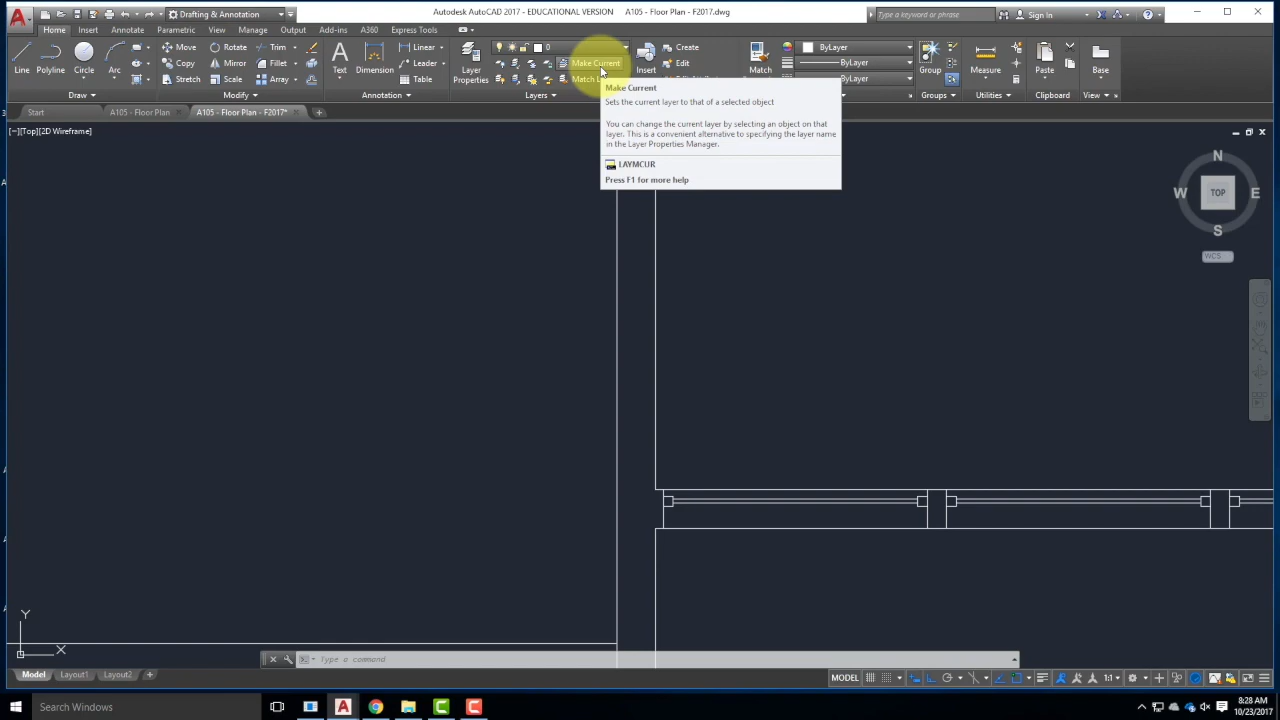 Drafting & Annotation
Autodesk AutoCAD 2017 - EDUCATIONAL VERSION A105 - Floor Plan - F2017.dwg
Type a keyword or phrase
Sign In
Home Insert Annotate Parametric View Manage Output Add-ins A360 Express Tools
Line
Polyline
Circle
Arc
Draw
Move
Copy
Stretch
Rotate
Mirror
Scale
Trim
Fillet
Array
Modify
Text
Dimension
Linear
Leader
Table
Annotation
Layer
Properties
0
Make Current
Layers
Insert
Create
Edit
Match
ByLayer
ByLayer
ByLayer
Group
Groups
Measure
Utilities
Paste
Clipboard
Base
View
Make Current
Sets the current layer to that of a selected object
You can change the current layer by selecting an object on that
layer. This is a convenient alternative to specifying the layer name
in the Layer Properties Manager.
LAYMCUR
Press F1 for more help
Start
A105 - Floor Plan
A105 - Floor Plan - F2017*
[−][Top][2D Wireframe]
N
W
TOP
E
S
WCS
Y
X
Type a command
Model
Layout1
Layout2
MODEL
1:1
Search Windows
8:28 AM
10/23/2017